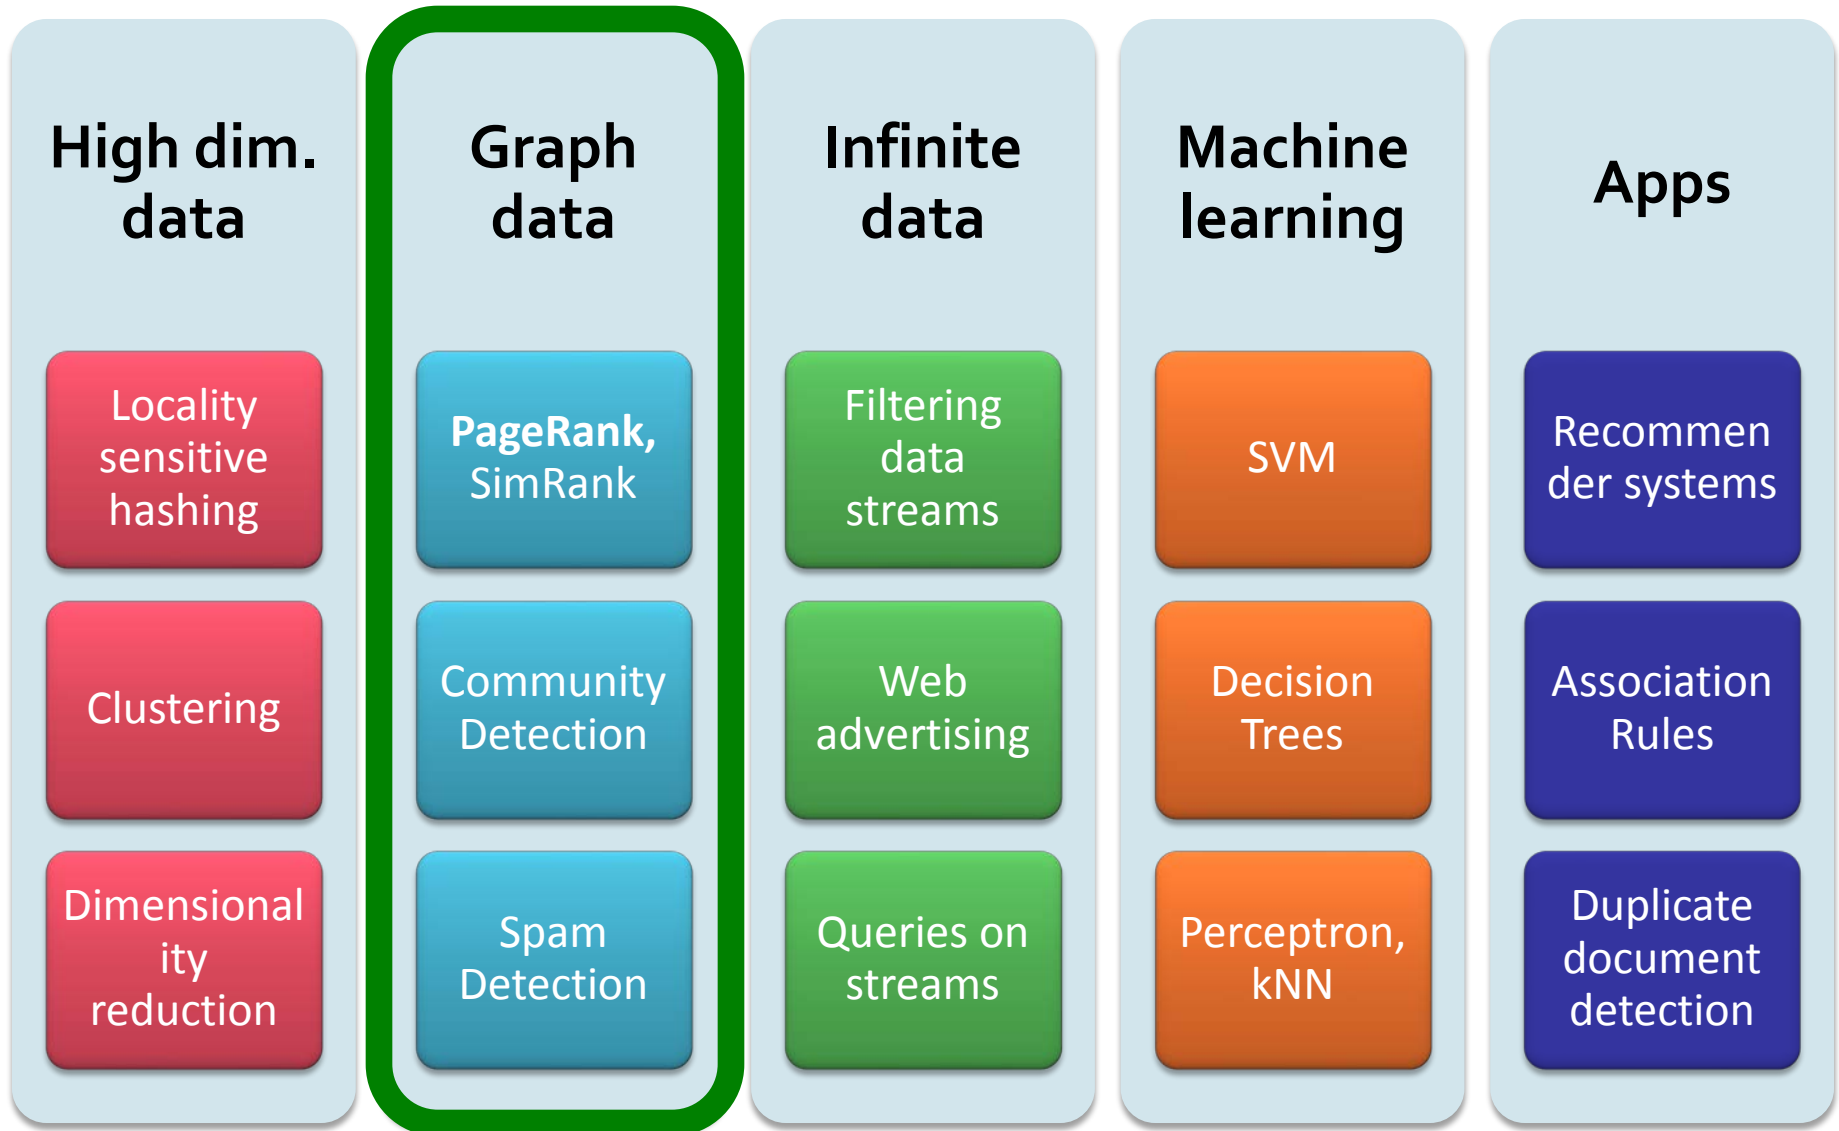 High dim.
data
Locality
sensitive
hashing
Clustering
Dimensional
ity
reduction
Graph
data
PageRank,
SimRank
Community
Detection
Spam
Detection
Infinite
data
Filtering
data
streams
Web
advertising
Queries on
streams
Machine
learning
SVM
Decision
Trees
Perceptron,
kNN
Apps
Recommen
der systems
Association
Rules
Duplicate
document
detection